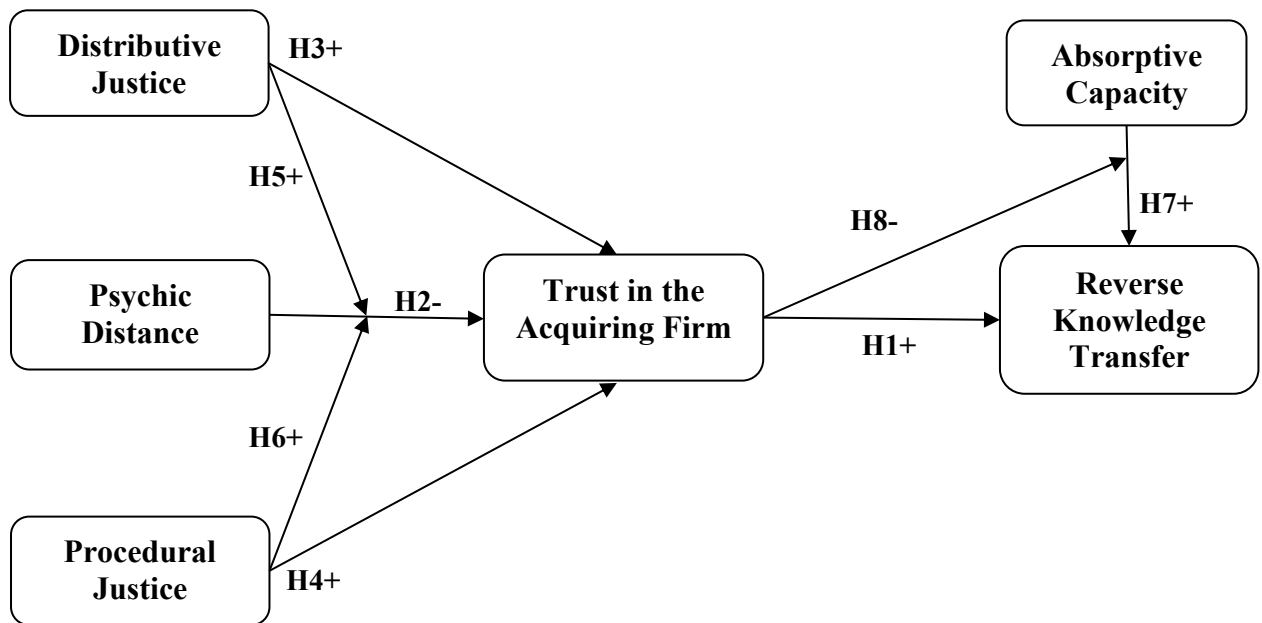 Distributive
Justice
H3+
Absorptive
Capacity
H5+
H7+
H8-
Psychic
Distance
H2-
Trust in the
Acquiring Firm
Reverse
Knowledge
Transfer
H1+
H6+
Procedural
Justice
H4+